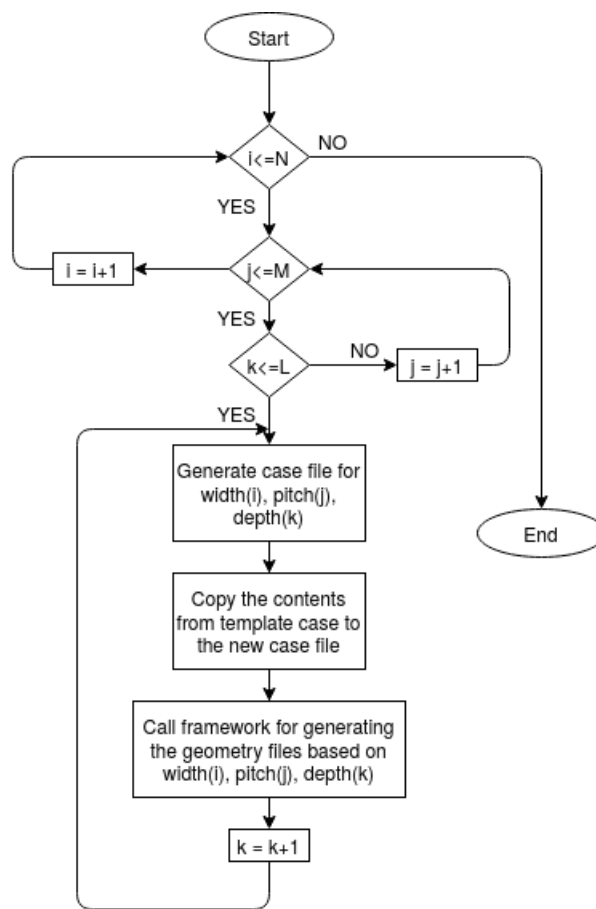 Start
i<=N
NO
YES
i = i+1
j<=M
YES
k<=L
NO
j = j+1
YES
Generate case file for
width(i), pitch(j),
depth(k)
End
Copy the contents
from template case to
the new case file
Call framework for generating
the geometry files based on
width(i), pitch(j), depth(k)
k = k+1